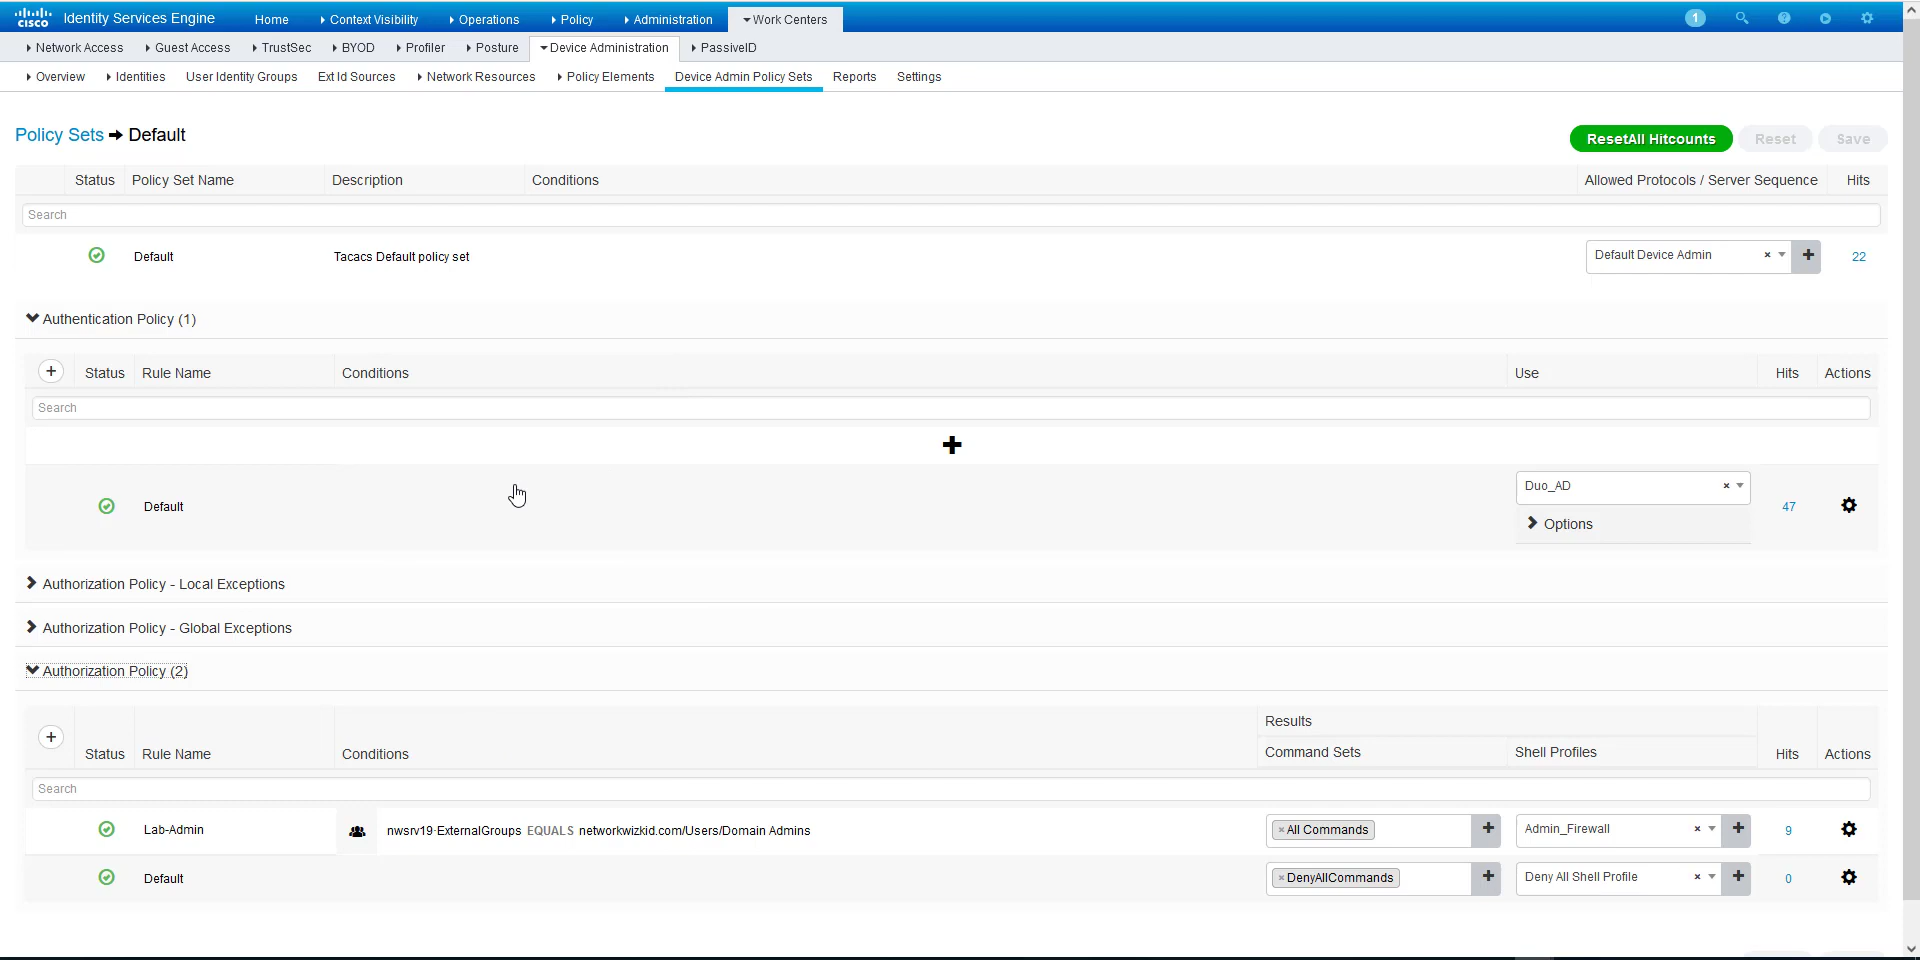 cisco Identity Services Engine Home Context Visibility Operations Policy Administration Work Centers 1
Network Access Guest Access TrustSec BYOD Profiler Posture Device Administration PassiveID
Overview Identities User Identity Groups Ext Id Sources Network Resources Policy Elements Device Admin Policy Sets Reports Settings
Policy Sets → Default
ResetAll Hitcounts Reset Save
Status Policy Set Name Description Conditions Allowed Protocols / Server Sequence Hits
Search
Default Tacacs Default policy set Default Device Admin × + 22
Authentication Policy (1)
+ Status Rule Name Conditions Use Hits Actions
Search
+
Default Duo_AD × 47
Options
Authorization Policy - Local Exceptions
Authorization Policy - Global Exceptions
Authorization Policy (2)
Results
+ Status Rule Name Conditions Command Sets Shell Profiles Hits Actions
Search
Lab-Admin nwsrv19·ExternalGroups EQUALS networkwizkid.com/Users/Domain Admins × All Commands + Admin_Firewall × + 9
Default × DenyAllCommands + Deny All Shell Profile × + 0